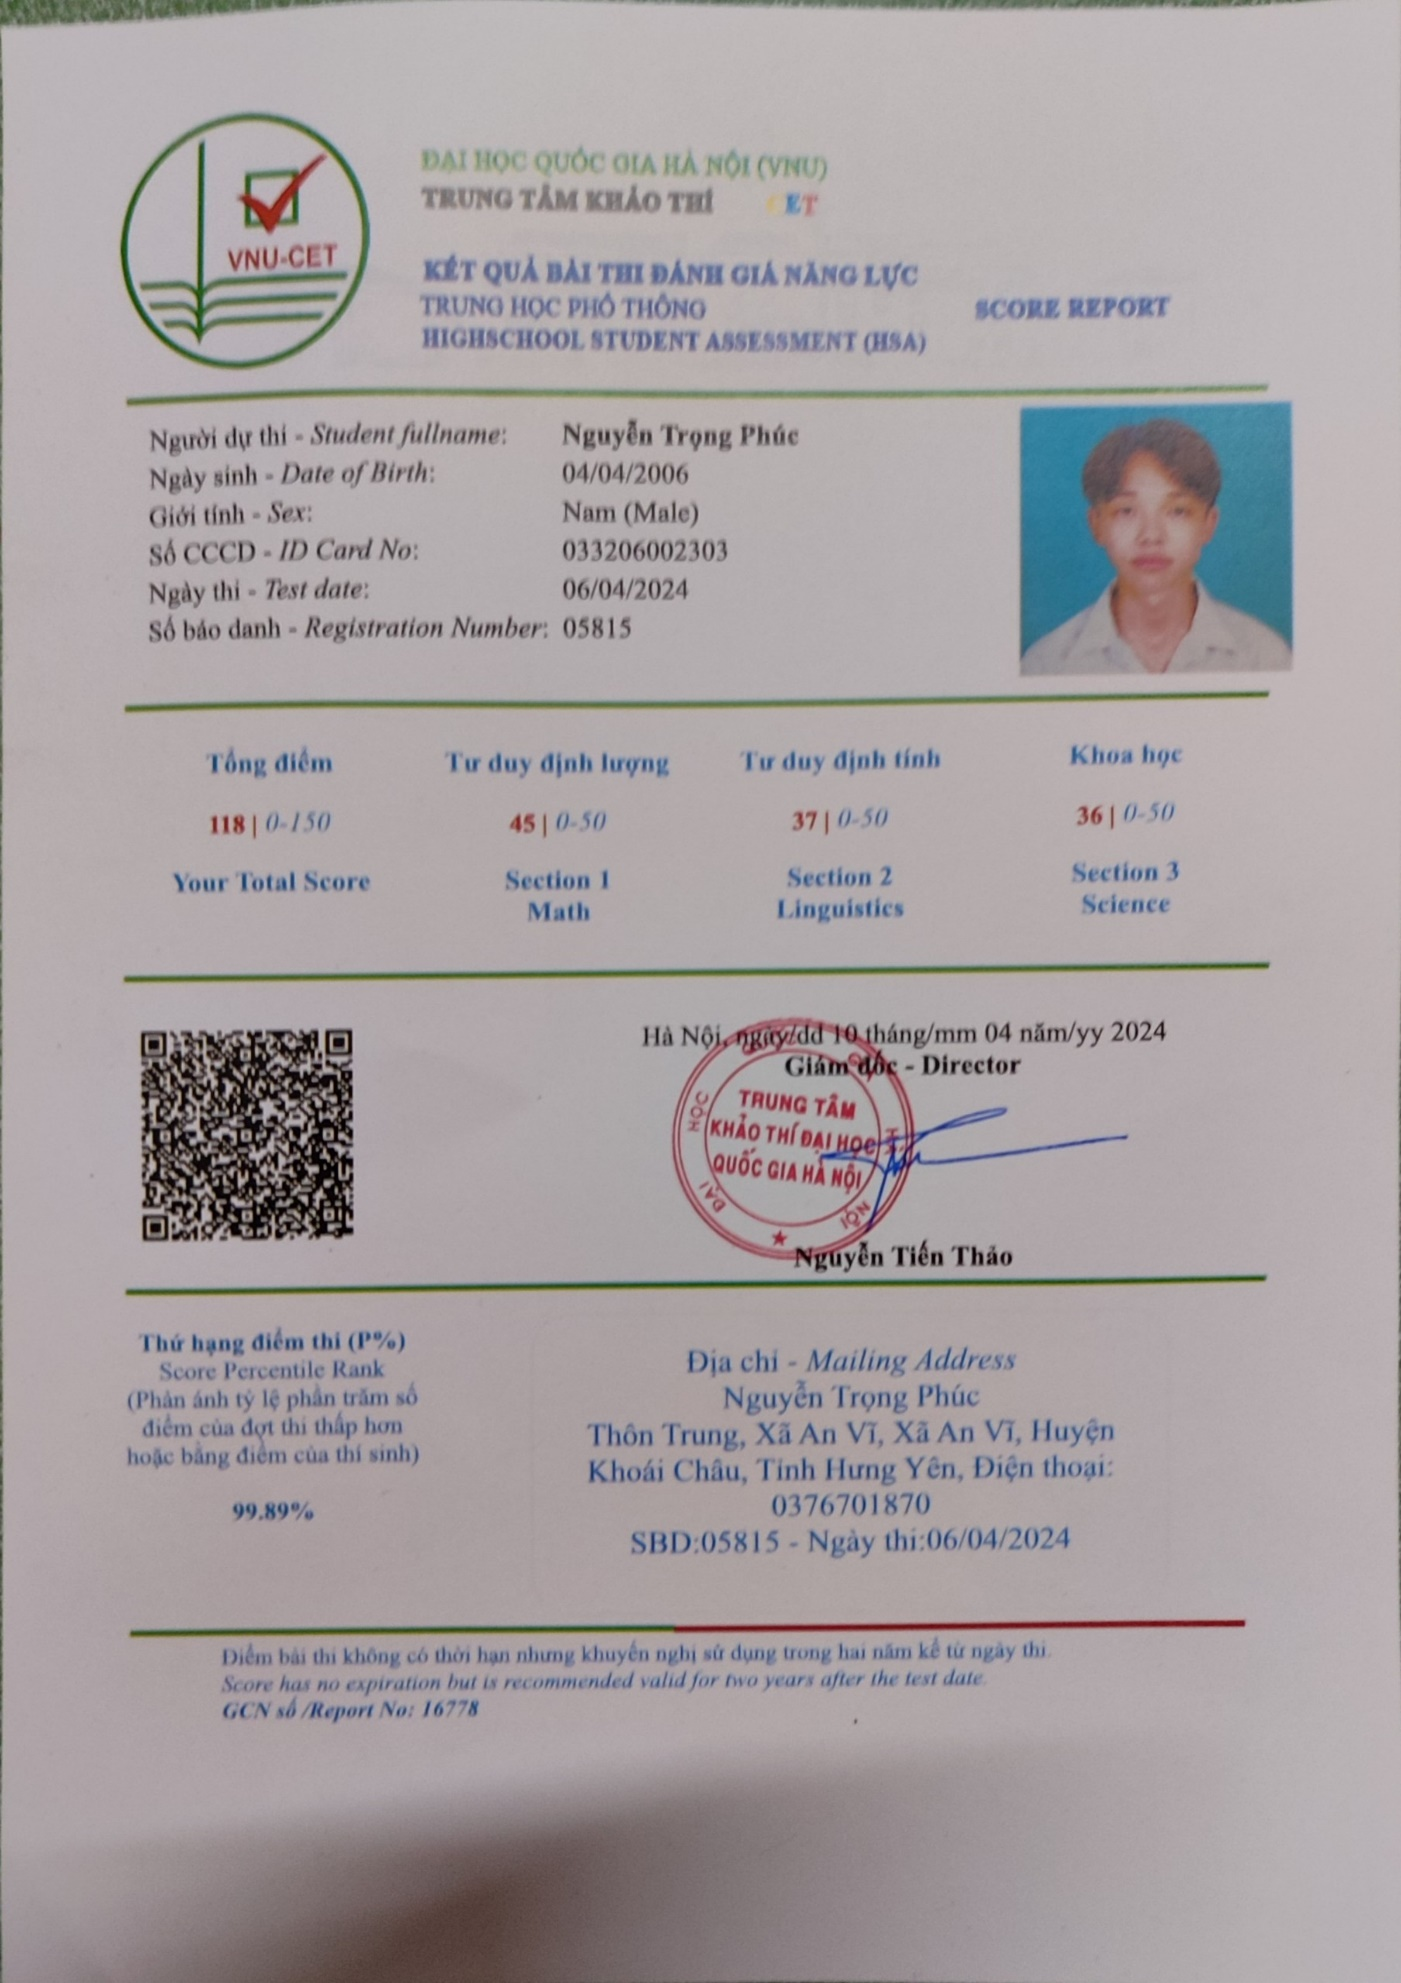 VNU-CET
ĐẠI HỌC QUỐC GIA HÀ NỘI (VNU)
TRUNG TÂM KHẢO THÍ CET
KẾT QUẢ BÀI THI ĐÁNH GIÁ NĂNG LỰC
TRUNG HỌC PHỔ THÔNG SCORE REPORT
HIGHSCHOOL STUDENT ASSESSMENT (HSA)
Người dự thi - Student fullname: Nguyễn Trọng Phúc
Ngày sinh - Date of Birth: 04/04/2006
Giới tính - Sex: Nam (Male)
Số CCCD - ID Card No: 033206002303
Ngày thi - Test date: 06/04/2024
Số báo danh - Registration Number: 05815
Tổng điểm Tư duy định lượng Tư duy định tính Khoa học
118 | 0-150 45 | 0-50 37 | 0-50 36 | 0-50
Your Total Score Section 1 Section 2 Section 3
Math Linguistics Science
Hà Nội, ngày/dd 10 tháng/mm 04 năm/yy 2024
Giám đốc - Director
TRUNG TÂM
KHẢO THÍ ĐẠI HỌC
QUỐC GIA HÀ NỘI
ĐẠI HỌC
NỘI
Nguyễn Tiến Thảo
Thứ hạng điểm thi (P%)
Score Percentile Rank
(Phản ánh tỷ lệ phần trăm số
điểm của đợt thi thấp hơn
hoặc bằng điểm của thí sinh)
99.89%
Địa chỉ - Mailing Address
Nguyễn Trọng Phúc
Thôn Trung, Xã An Vĩ, Xã An Vĩ, Huyện
Khoái Châu, Tỉnh Hưng Yên, Điện thoại:
0376701870
SBD:05815 - Ngày thi:06/04/2024
Điểm bài thi không có thời hạn nhưng khuyến nghị sử dụng trong hai năm kể từ ngày thi.
Score has no expiration but is recommended valid for two years after the test date.
GCN số /Report No: 16778